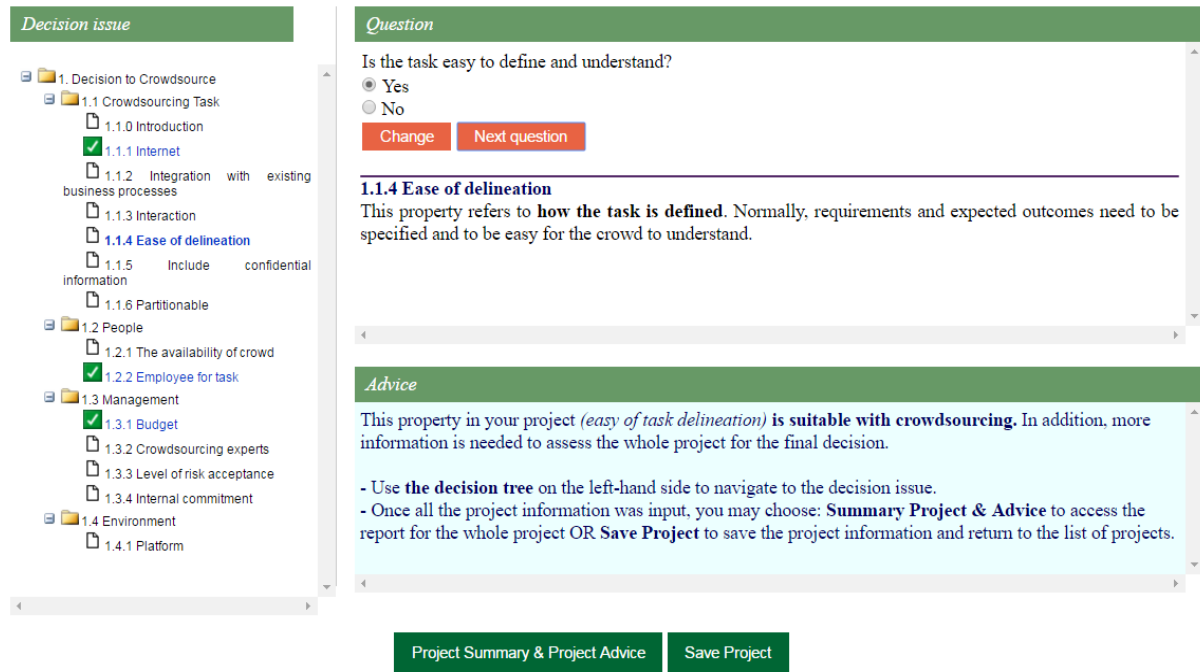 Decision issue
1. Decision to Crowdsource
1.1 Crowdsourcing Task
1.1.0 Introduction
1.1.1 Internet
1.1.2 Integration with existing
business processes
1.1.3 Interaction
1.1.4 Ease of delineation
1.1.5 Include confidential
information
1.1.6 Partitionable
1.2 People
1.2.1 The availability of crowd
1.2.2 Employee for task
1.3 Management
1.3.1 Budget
1.3.2 Crowdsourcing experts
1.3.3 Level of risk acceptance
1.3.4 Internal commitment
1.4 Environment
1.4.1 Platform
Question
Is the task easy to define and understand?
Yes
No
Change Next question
1.1.4 Ease of delineation
This property refers to how the task is defined. Normally, requirements and expected outcomes need to be
specified and to be easy for the crowd to understand.
Advice
This property in your project (easy of task delineation) is suitable with crowdsourcing. In addition, more
information is needed to assess the whole project for the final decision.
- Use the decision tree on the left-hand side to navigate to the decision issue.
- Once all the project information was input, you may choose: Summary Project & Advice to access the
report for the whole project OR Save Project to save the project information and return to the list of projects.
Project Summary & Project Advice Save Project